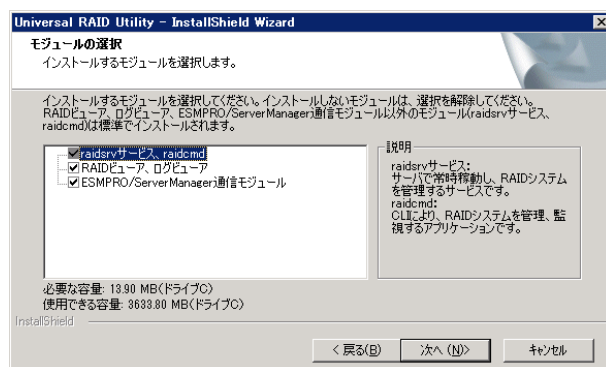 Universal RAID Utility - InstallShield Wizard
モジュールの選択
インストールするモジュールを選択します。
インストールするモジュールを選択してください。インストールしないモジュールは、選択を解除してください。
RAIDビューア、ログビューア、ESMPRO/ServerManager通信モジュール以外のモジュール(raidsrvサービス、
raidcmd)は標準でインストールされます。
raidsrvサービス、raidcmd
RAIDビューア、ログビューア
ESMPRO/ServerManager通信モジュール
説明
raidsrvサービス:
サーバで常時稼動し、RAIDシステム
を管理するサービスです。
raidcmd:
CLIにより、RAIDシステムを管理、監
視するアプリケーションです。
必要な容量: 13.90 MB(ドライブC)
使用できる容量: 3633.80 MB(ドライブC)
InstallShield
< 戻る(B)
次へ (N)>
キャンセル